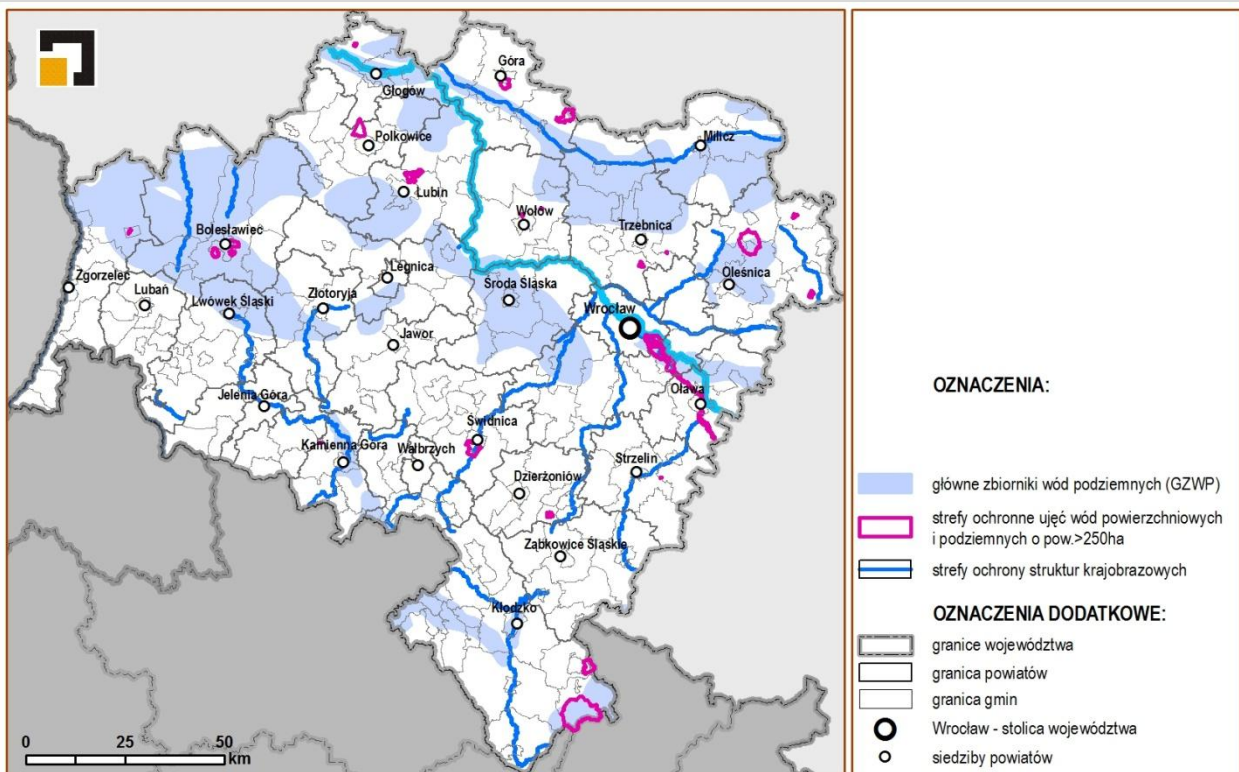 Góra
Głogów
Polkowice
Milicz
Lubin
Wołów
Trzebnica
Bolesławiec
Zgorzelec
Lubań
Legnica
Oleśnica
Środa Śląska
Złotoryja
Lwówek Śląski
Wrocław
Jawor
Oława
Jelenia Góra
Świdnica
Kamienna Góra
Wałbrzych
Strzelin
Dzierżoniów
Ząbkowice Śląskie
Kłodzko
0 25 50
km
OZNACZENIA:
główne zbiorniki wód podziemnych (GZWP)
strefy ochronne ujęć wód powierzchniowych
i podziemnych o pow.>250ha
strefy ochrony struktur krajobrazowych
OZNACZENIA DODATKOWE:
granice województwa
granica powiatów
granica gmin
Wrocław - stolica województwa
siedziby powiatów